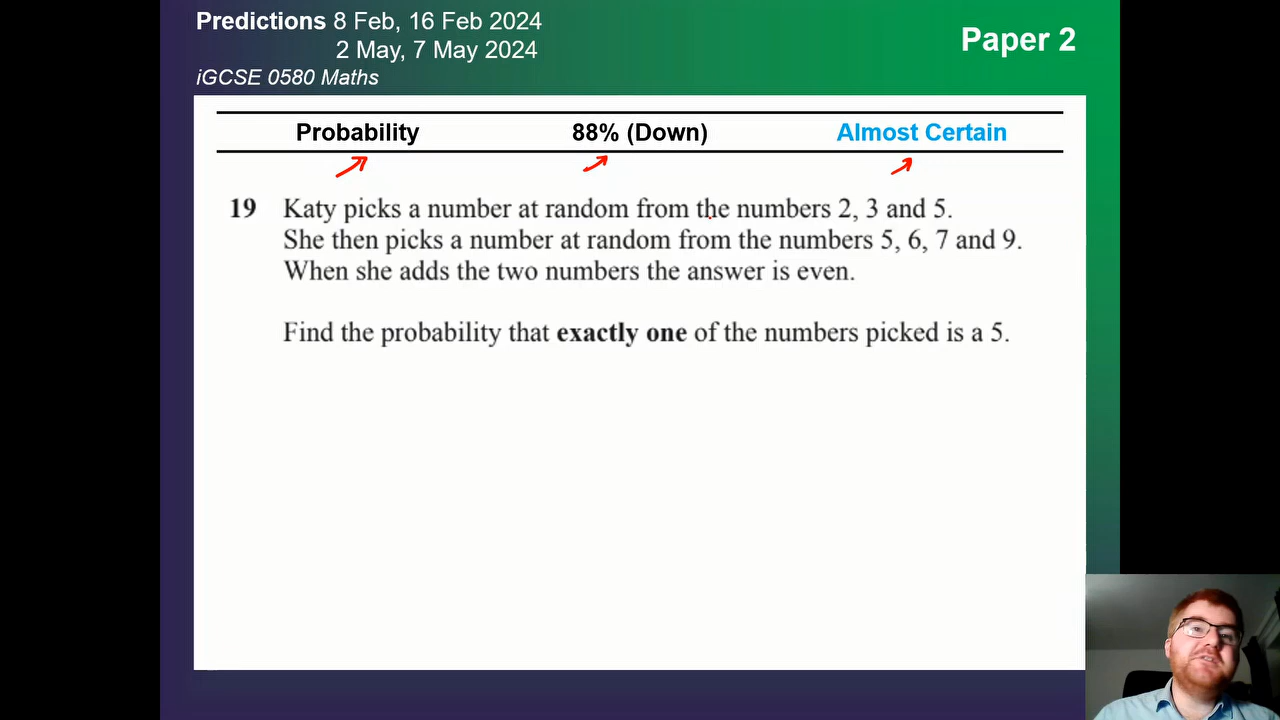 Predictions 8 Feb, 16 Feb 2024
2 May, 7 May 2024
iGCSE 0580 Maths
Paper 2
Probability 88% (Down) Almost Certain
19 Katy picks a number at random from the numbers 2, 3 and 5.
She then picks a number at random from the numbers 5, 6, 7 and 9.
When she adds the two numbers the answer is even.
Find the probability that exactly one of the numbers picked is a 5.